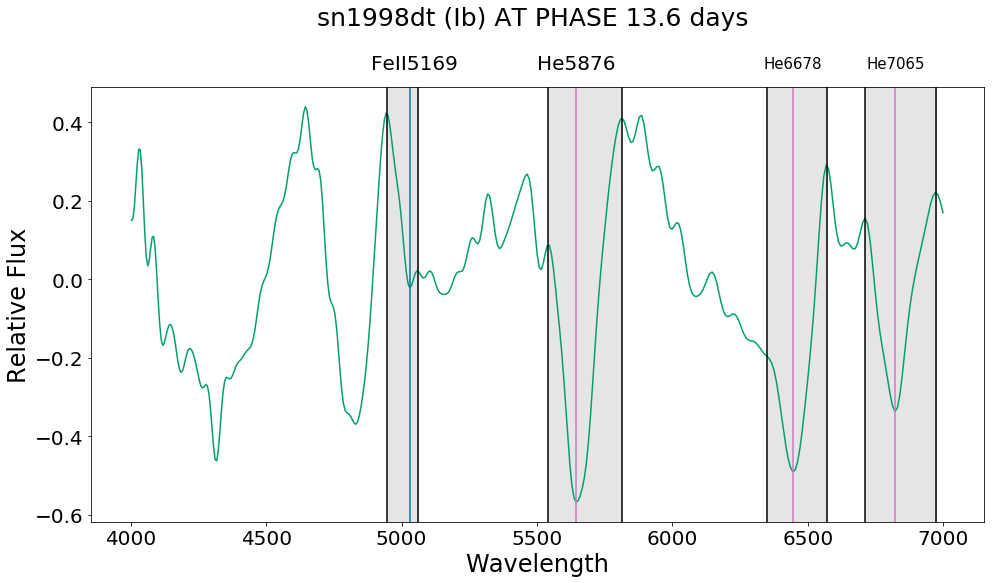 sn1998dt (Ib) AT PHASE 13.6 days
FeII5169 He5876 He6678 He7065
0.4
0.2
0.0
−0.2
−0.4
−0.6
Relative Flux
4000 4500 5000 5500 6000 6500 7000
Wavelength